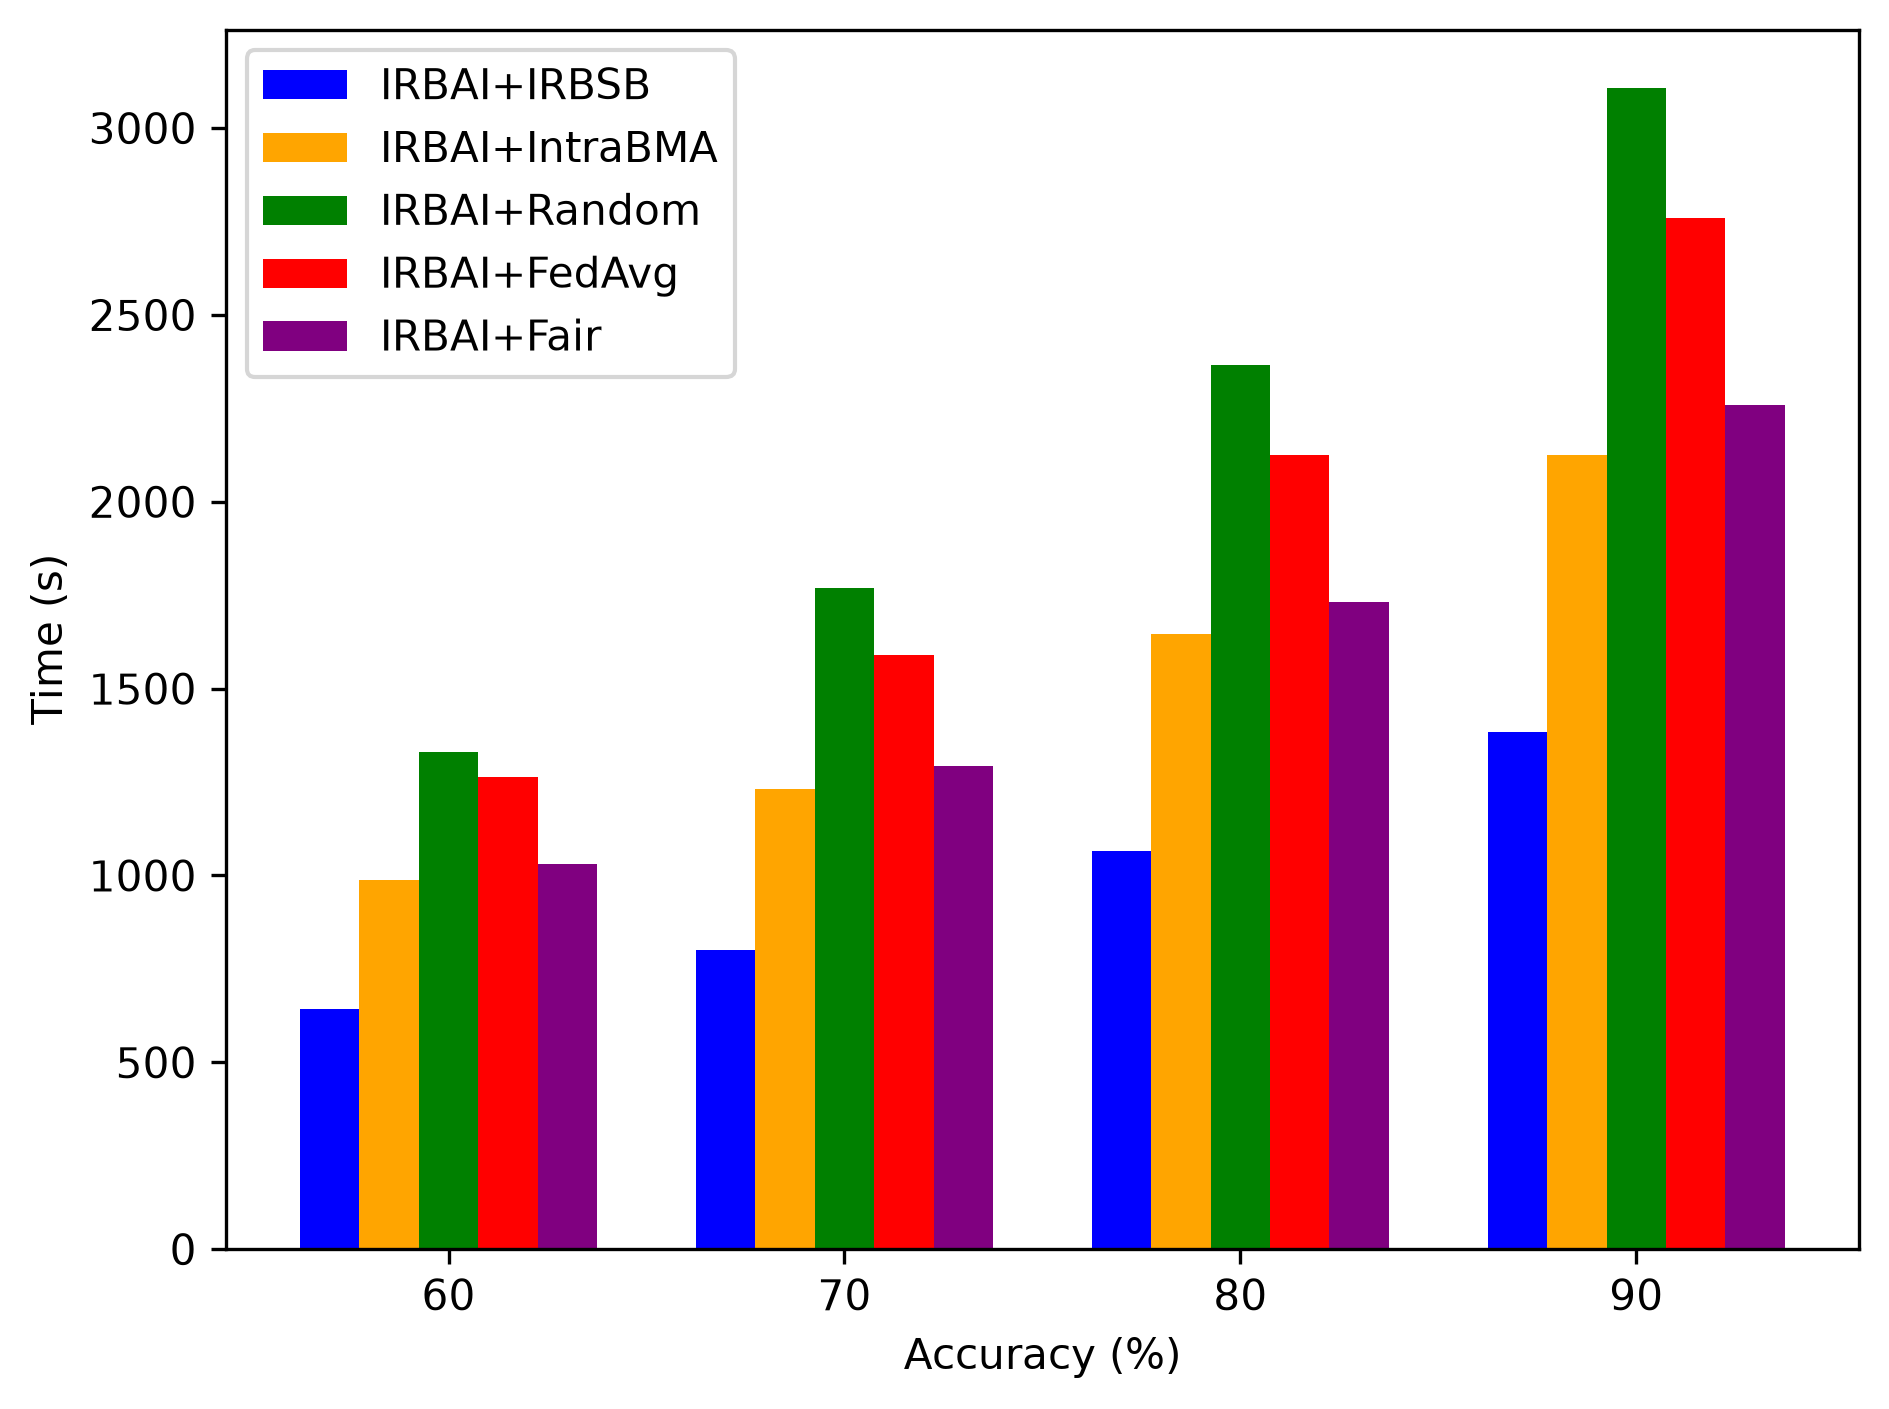 IRBAI+IRBSB
IRBAI+IntraBMA
IRBAI+Random
IRBAI+FedAvg
IRBAI+Fair
3000
2500
2000
1500
1000
500
0
Time (s)
60 70 80 90
Accuracy (%)